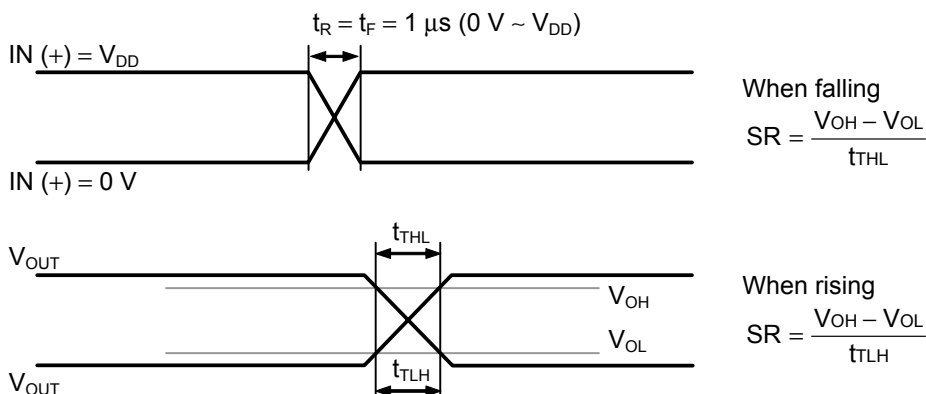 tR = tF = 1 μs (0 V ~ VDD)
IN (+) = VDD
IN (+) = 0 V
When falling
SR = VOH − VOL
tTHL
VOUT
tTHL
VOH
VOL
tTLH
VOUT
When rising
SR = VOH − VOL
tTLH